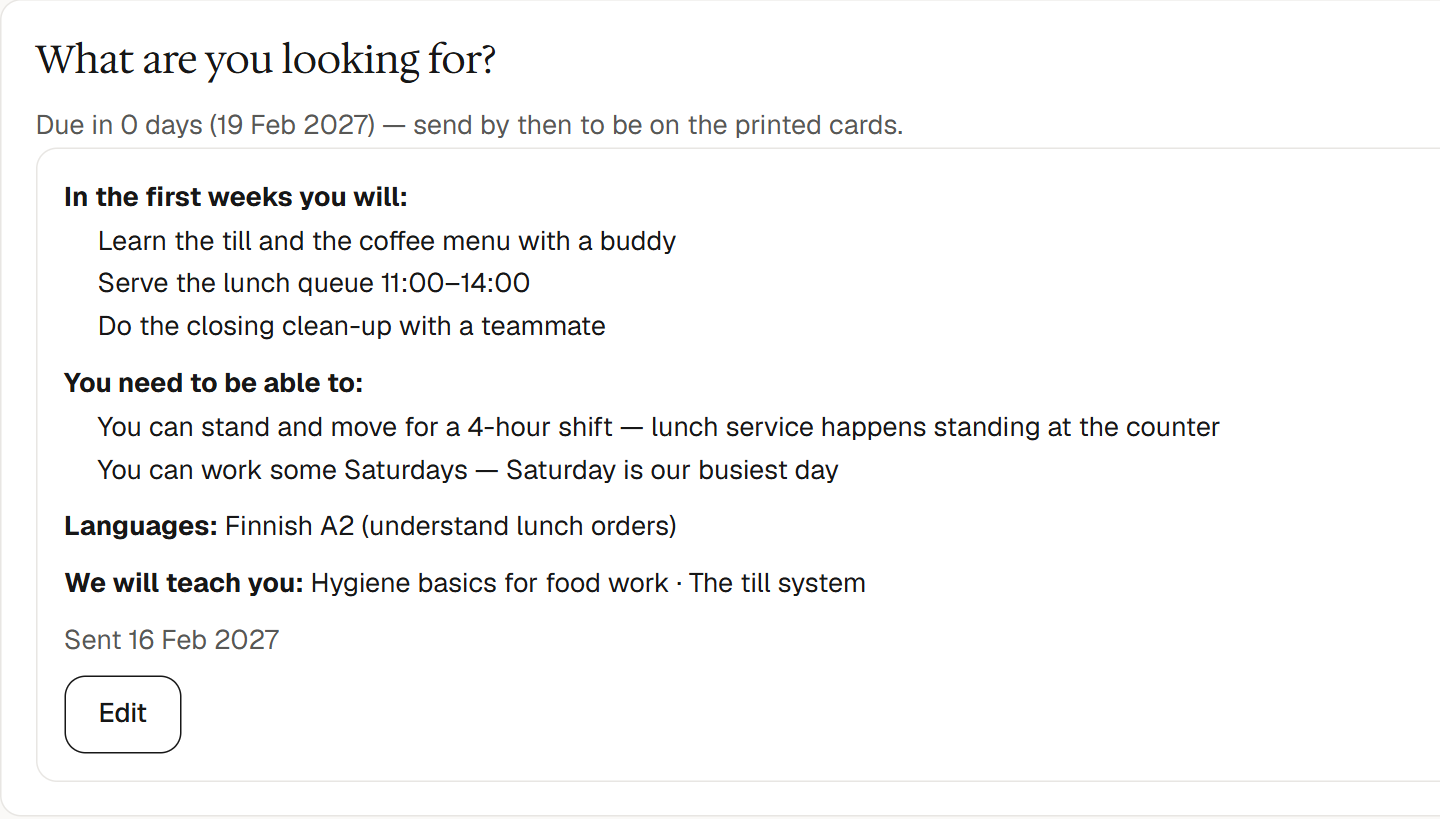 What are you looking for?
Due in 0 days (19 Feb 2027) — send by then to be on the printed cards.
In the first weeks you will:
Learn the till and the coffee menu with a buddy
Serve the lunch queue 11:00–14:00
Do the closing clean-up with a teammate
You need to be able to:
You can stand and move for a 4-hour shift — lunch service happens standing at the counter
You can work some Saturdays — Saturday is our busiest day
Languages: Finnish A2 (understand lunch orders)
We will teach you: Hygiene basics for food work · The till system
Sent 16 Feb 2027
Edit